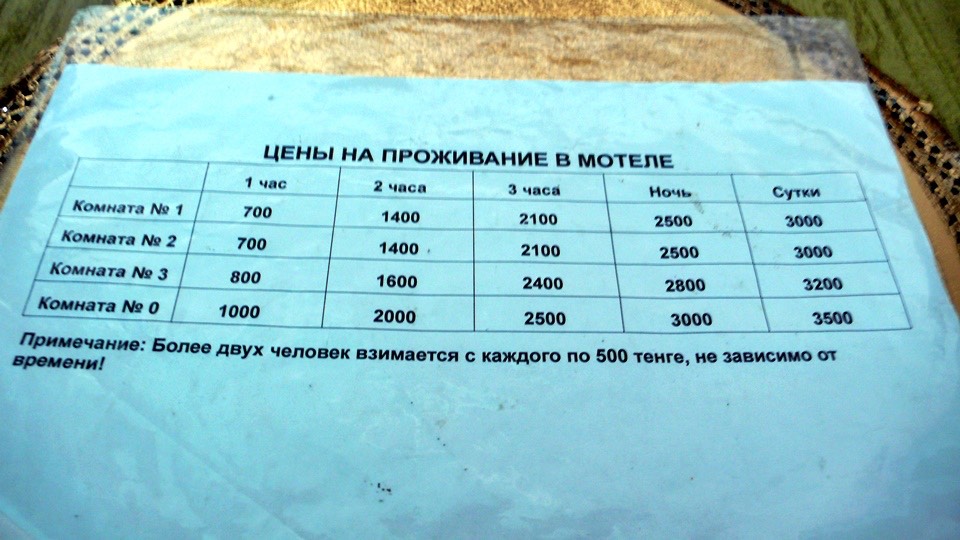 ЦЕНЫ НА ПРОЖИВАНИЕ В МОТЕЛЕ
1 час 2 часа 3 часа Ночь Сутки
Комната № 1 700 1400 2100 2500 3000
Комната № 2 700 1400 2100 2500 3000
Комната № 3 800 1600 2400 2800 3200
Комната № 0 1000 2000 2500 3000 3500
Примечание: Более двух человек взимается с каждого по 500 тенге, не зависимо от
времени!